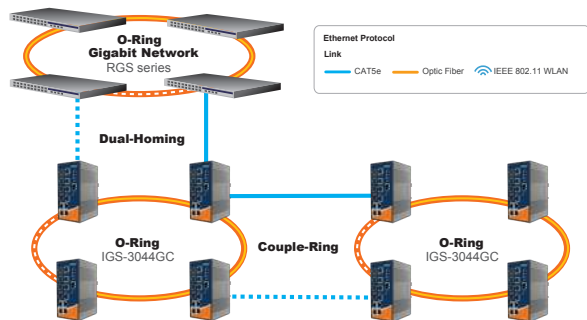 O-Ring
Gigabit Network
RGS series
Ethernet Protocol
Link
CAT5e
Optic Fiber
IEEE 802.11 WLAN
Dual-Homing
O-Ring
IGS-3044GC
Couple-Ring
O-Ring
IGS-3044GC